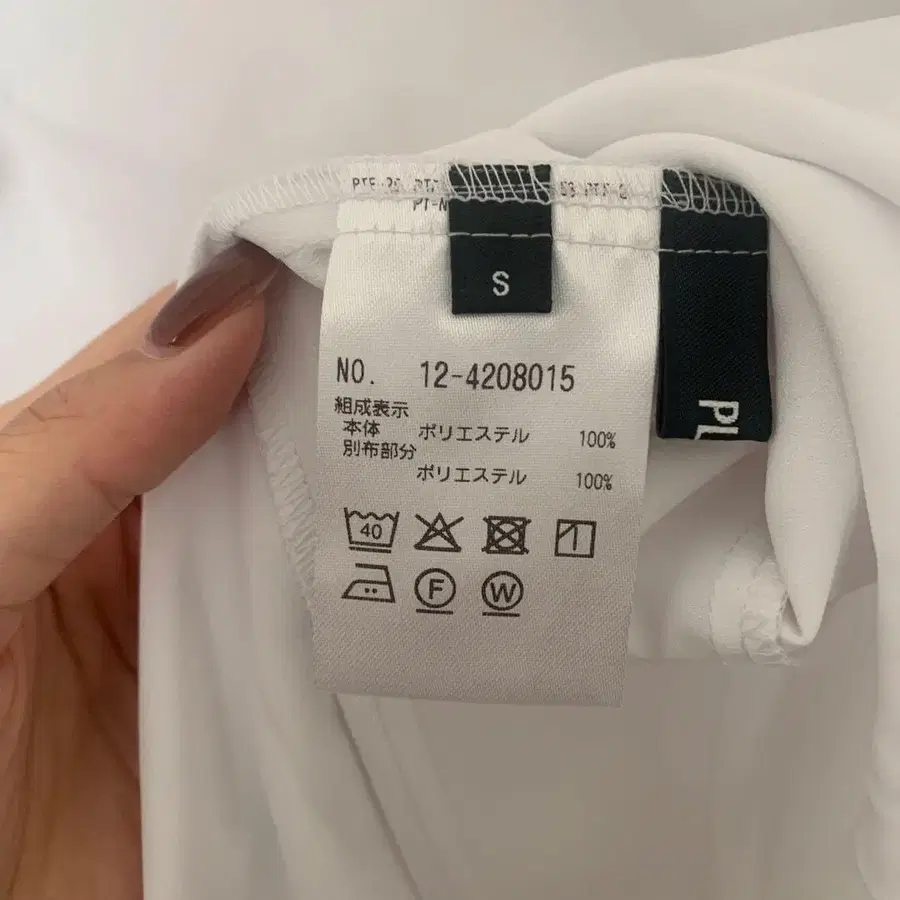 S
PL
NO. 12-4208015
組成表示
本体 ポリエステル 100%
別布部分
ポリエステル 100%
40
F
W